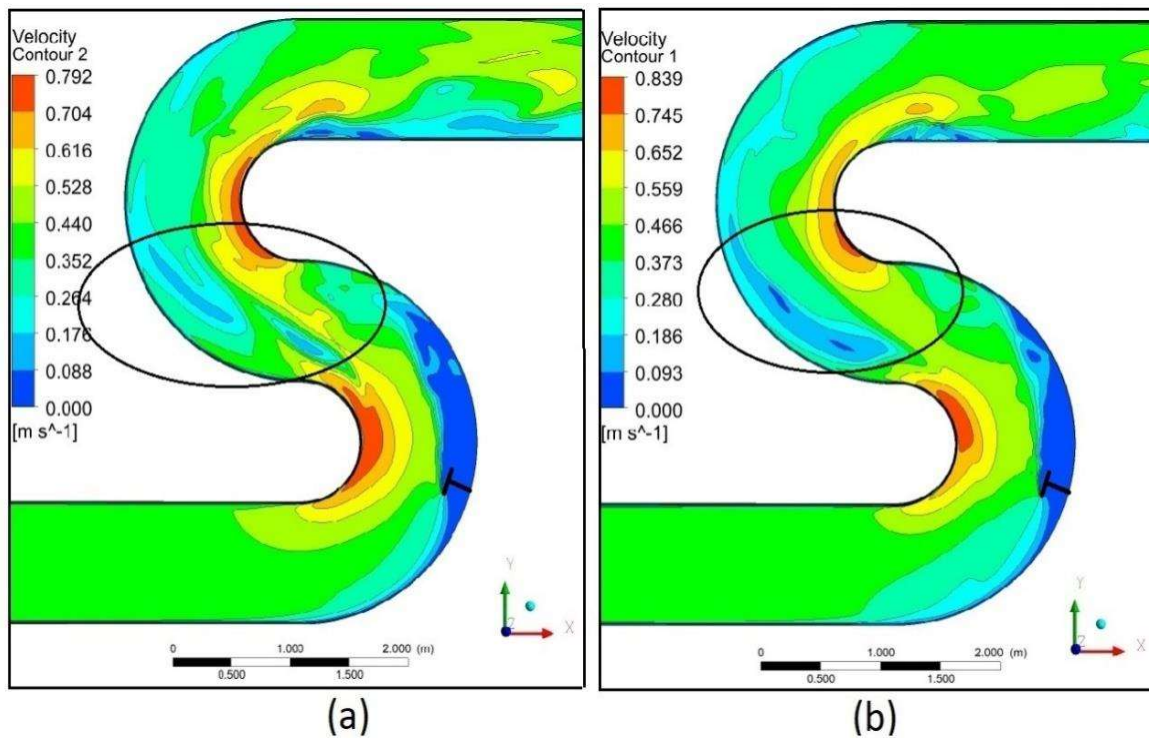 Velocity
Contour 2
0.792
0.704
0.616
0.528
0.440
0.352
0.264
0.176
0.088
0.000
[m s^-1]
Y
Z
X
0
1.000
2.000 (m)
0.500
1.500
(a)
Velocity
Contour 1
0.839
0.745
0.652
0.559
0.466
0.373
0.280
0.186
0.093
0.000
[m s^-1]
Y
Z
X
0
1.000
2.000 (m)
0.500
1.500
(b)